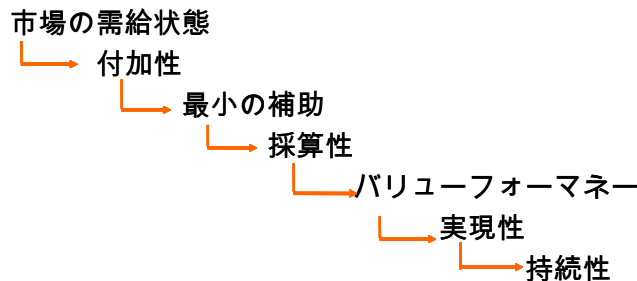 市場の需給状態
付加性
最小の補助
採算性
バリューフォーマネー
実現性
持続性